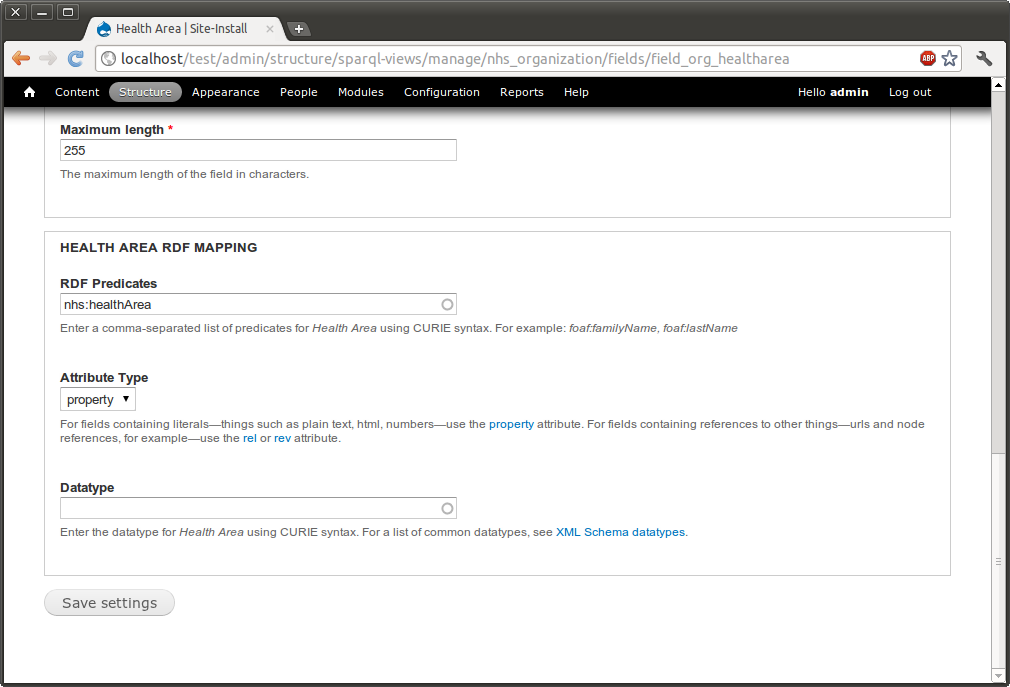 Health Area | Site-Install
localhost/test/admin/structure/sparql-views/manage/nhs_organization/fields/field_org_healtharea
ABP
Content Structure Appearance People Modules Configuration Reports Help Hello admin Log out
Maximum length *
255
The maximum length of the field in characters.
HEALTH AREA RDF MAPPING
RDF Predicates
nhs:healthArea
Enter a comma-separated list of predicates for Health Area using CURIE syntax. For example: foaf:familyName, foaf:lastName
Attribute Type
property
For fields containing literals—things such as plain text, html, numbers—use the property attribute. For fields containing references to other things—urls and node
references, for example—use the rel or rev attribute.
Datatype
Enter the datatype for Health Area using CURIE syntax. For a list of common datatypes, see XML Schema datatypes.
Save settings